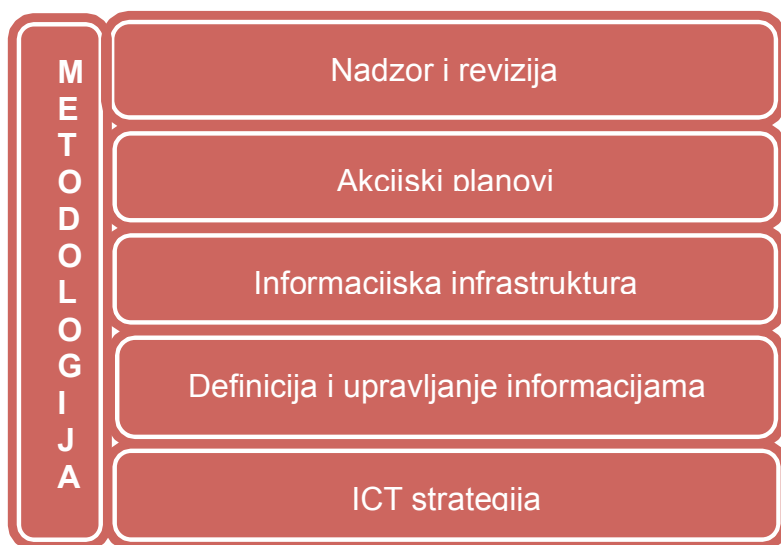 METODOLOGIJA
Nadzor i revizija
Akcijski planovi
Informacijska infrastruktura
Definicija i upravljanje informacijama
ICT strategija